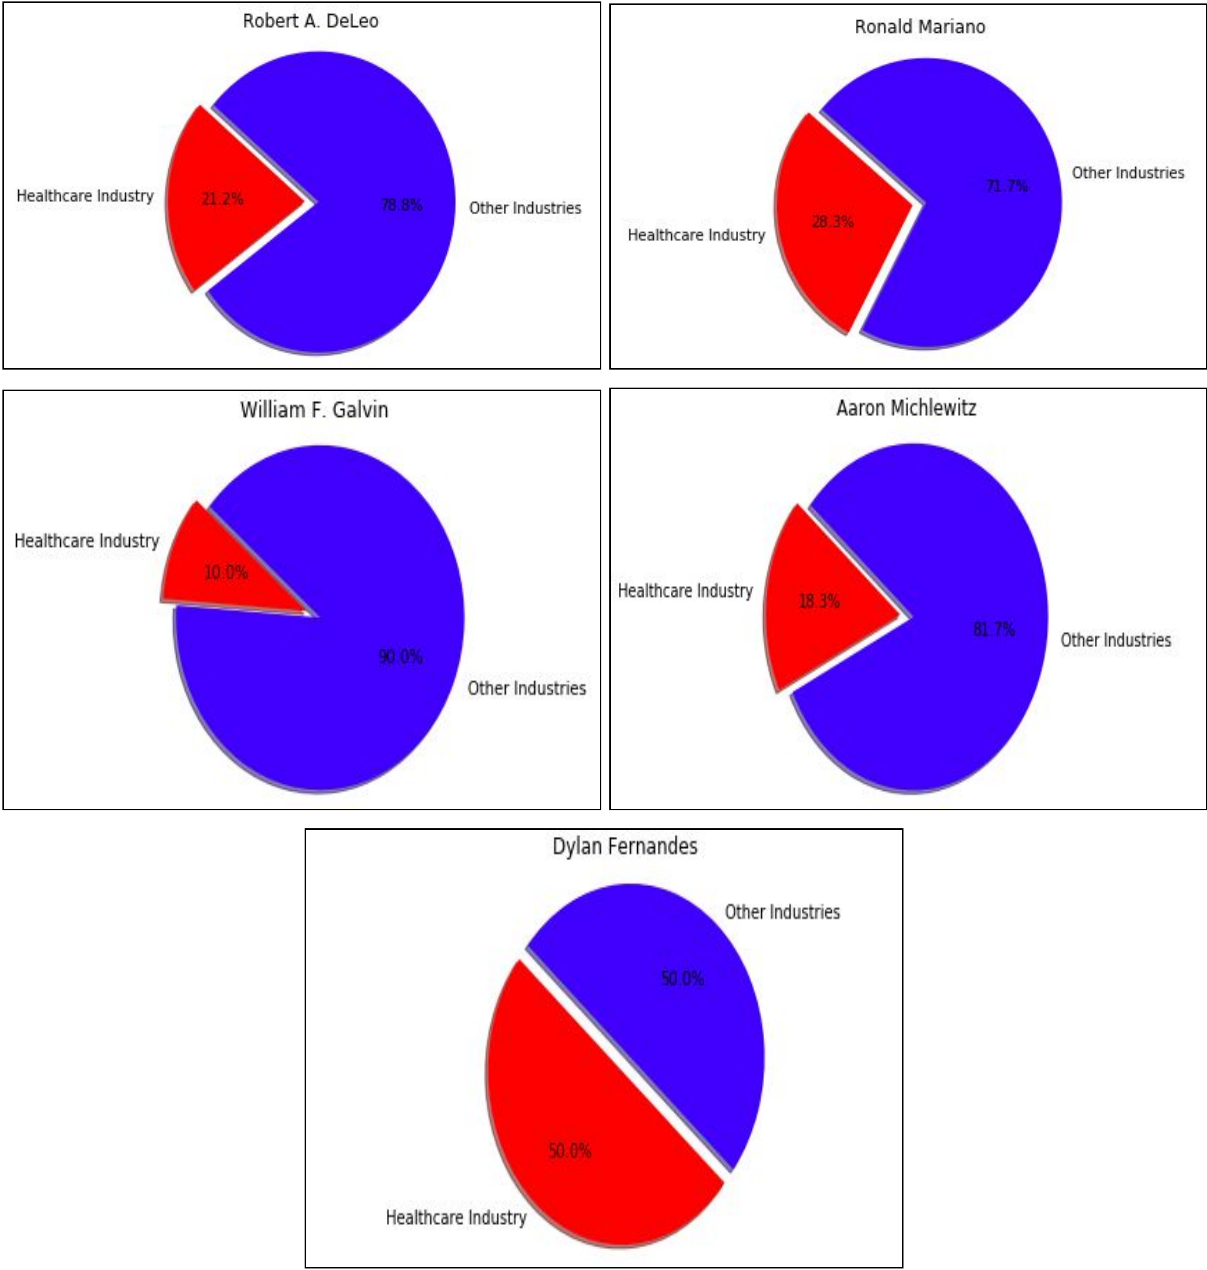 Robert A. DeLeo
Healthcare Industry
21.2%
78.8%
Other Industries
Ronald Mariano
Other Industries
71.7%
28.3%
Healthcare Industry
William F. Galvin
Healthcare Industry
10.0%
90.0%
Other Industries
Aaron Michlewitz
Healthcare Industry
18.3%
81.7%
Other Industries
Dylan Fernandes
Other Industries
50.0%
50.0%
Healthcare Industry